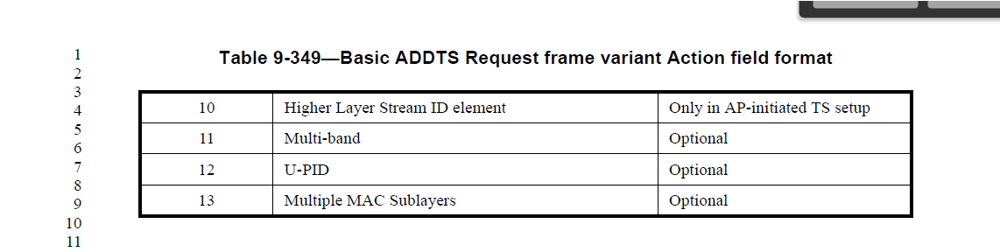 1
Table 9-349—Basic ADDTS Request frame variant Action field format
2
3
4
10 Higher Layer Stream ID element Only in AP-initiated TS setup
5
11 Multi-band Optional
6
7
12 U-PID Optional
8
9
13 Multiple MAC Sublayers Optional
10
11